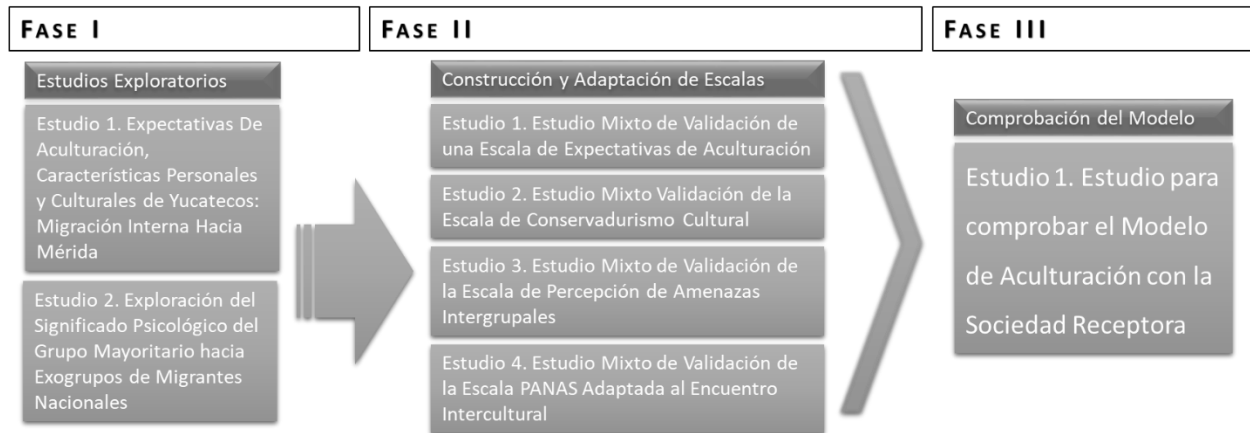 FASE I
Estudios Exploratorios
Estudio 1. Expectativas De
Aculturación,
Características Personales
y Culturales de Yucatecos:
Migración Interna Hacia
Mérida
Estudio 2. Exploración del
Significado Psicológico del
Grupo Mayoritario hacia
Exogrupos de Migrantes
Nacionales
FASE II
Construcción y Adaptación de Escalas
Estudio 1. Estudio Mixto de Validación de
una Escala de Expectativas de Aculturación
Estudio 2. Estudio Mixto Validación de la
Escala de Conservadurismo Cultural
Estudio 3. Estudio Mixto de Validación de
la Escala de Percepción de Amenazas
Intergrupales
Estudio 4. Estudio Mixto de Validación de
la Escala PANAS Adaptada al Encuentro
Intercultural
FASE III
Comprobación del Modelo
Estudio 1. Estudio para
comprobar el Modelo
de Aculturación con la
Sociedad Receptora